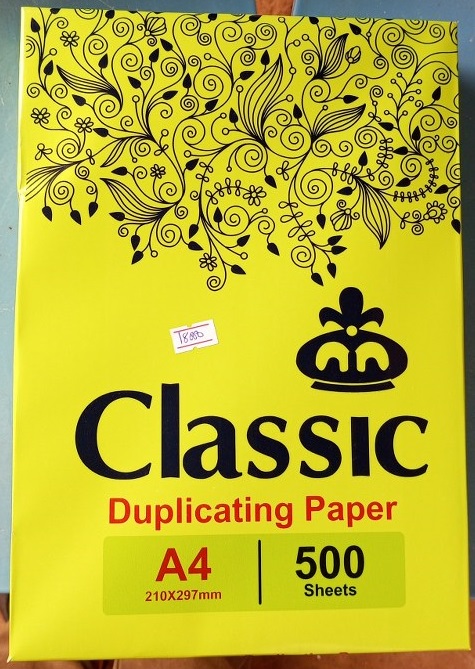 Classic
Duplicating Paper
A4
210X297mm
500
Sheets